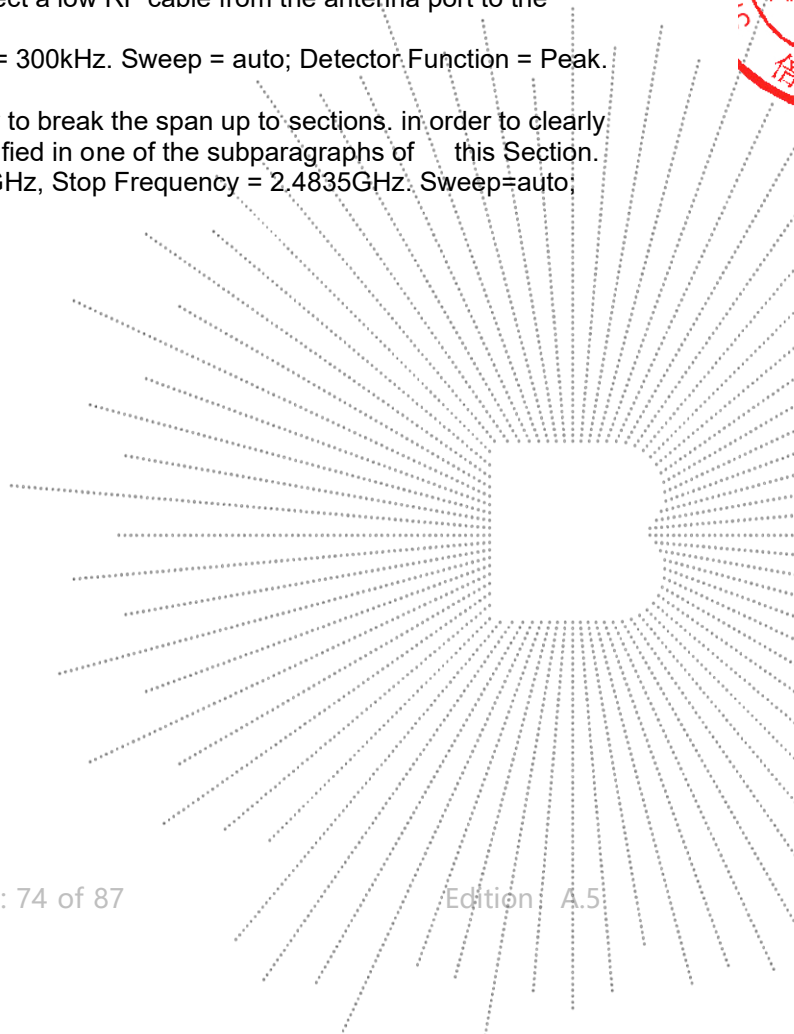 ect a low RF cable from the antenna port to the
= 300kHz. Sweep = auto; Detector Function = Peak.
to break the span up to sections. in order to clearly
fied in one of the subparagraphs of this Section.
GHz, Stop Frequency = 2.4835GHz. Sweep=auto;
: 74 of 87 Edition: A.5